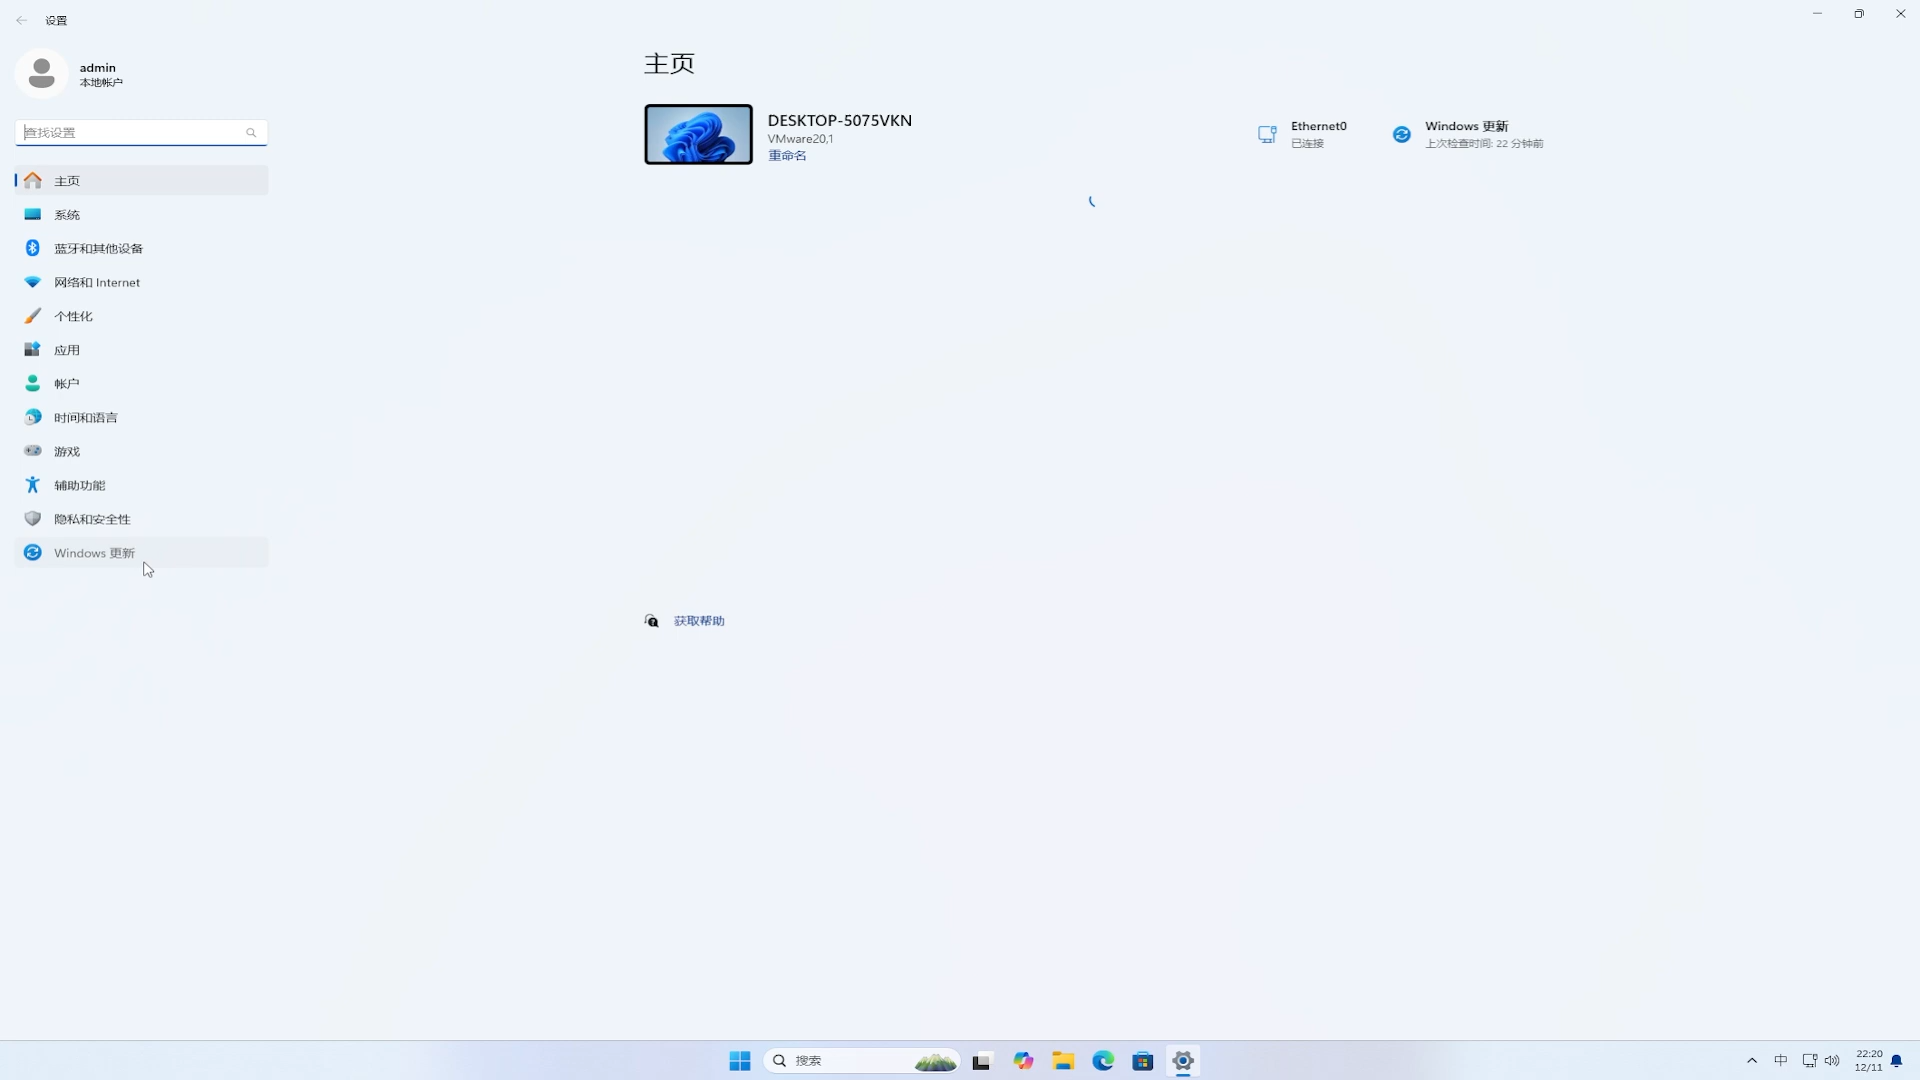 设置
admin
本地帐户
查找设置
主页
系统
蓝牙和其他设备
网络和 Internet
个性化
应用
帐户
时间和语言
游戏
辅助功能
隐私和安全性
Windows 更新
主页
DESKTOP-5075VKN
VMware20,1
重命名
Ethernet0
已连接
Windows 更新
上次检查时间: 22 分钟前
获取帮助
搜索
中
22:20
12/11